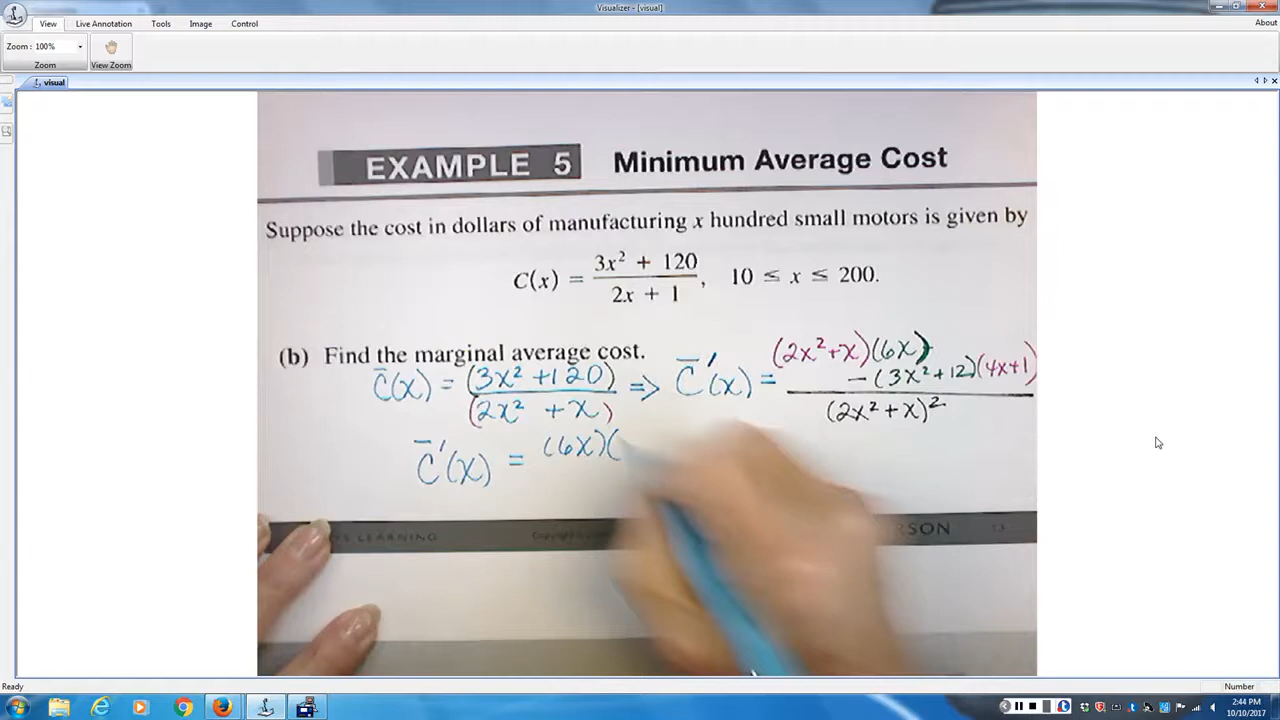 Visualizer - [visual]
View Live Annotation Tools Image Control About
Zoom : 100%
View Zoom
Zoom
visual
EXAMPLE 5 Minimum Average Cost
Suppose the cost in dollars of manufacturing x hundred small motors is given by
C(x) = (3x² + 120)/(2x + 1), 10 ≤ x ≤ 200.
(b) Find the marginal average cost.
C̄(x) = (3x² + 120)/(2x² + x) ⇒ C̄'(x) = ((2x² + x)(6x) - (3x² + 12)(4x + 1))/(2x² + x)²
C̄'(x) = (6x)(
LEARNING
Ready Number
2:44 PM
10/10/2017